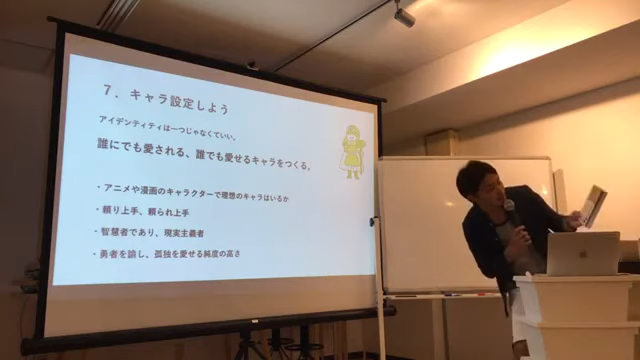 7. キャラ設定しよう
アイデンティティは一つじゃなくていい。
誰にでも愛される、誰でも愛せるキャラをつくる。
・アニメや漫画のキャラクターで理想のキャラはいるか
・頼り上手、頼られ上手
・智慧者であり、現実主義者
・勇者を諭し、孤独を愛せる純度の高さ